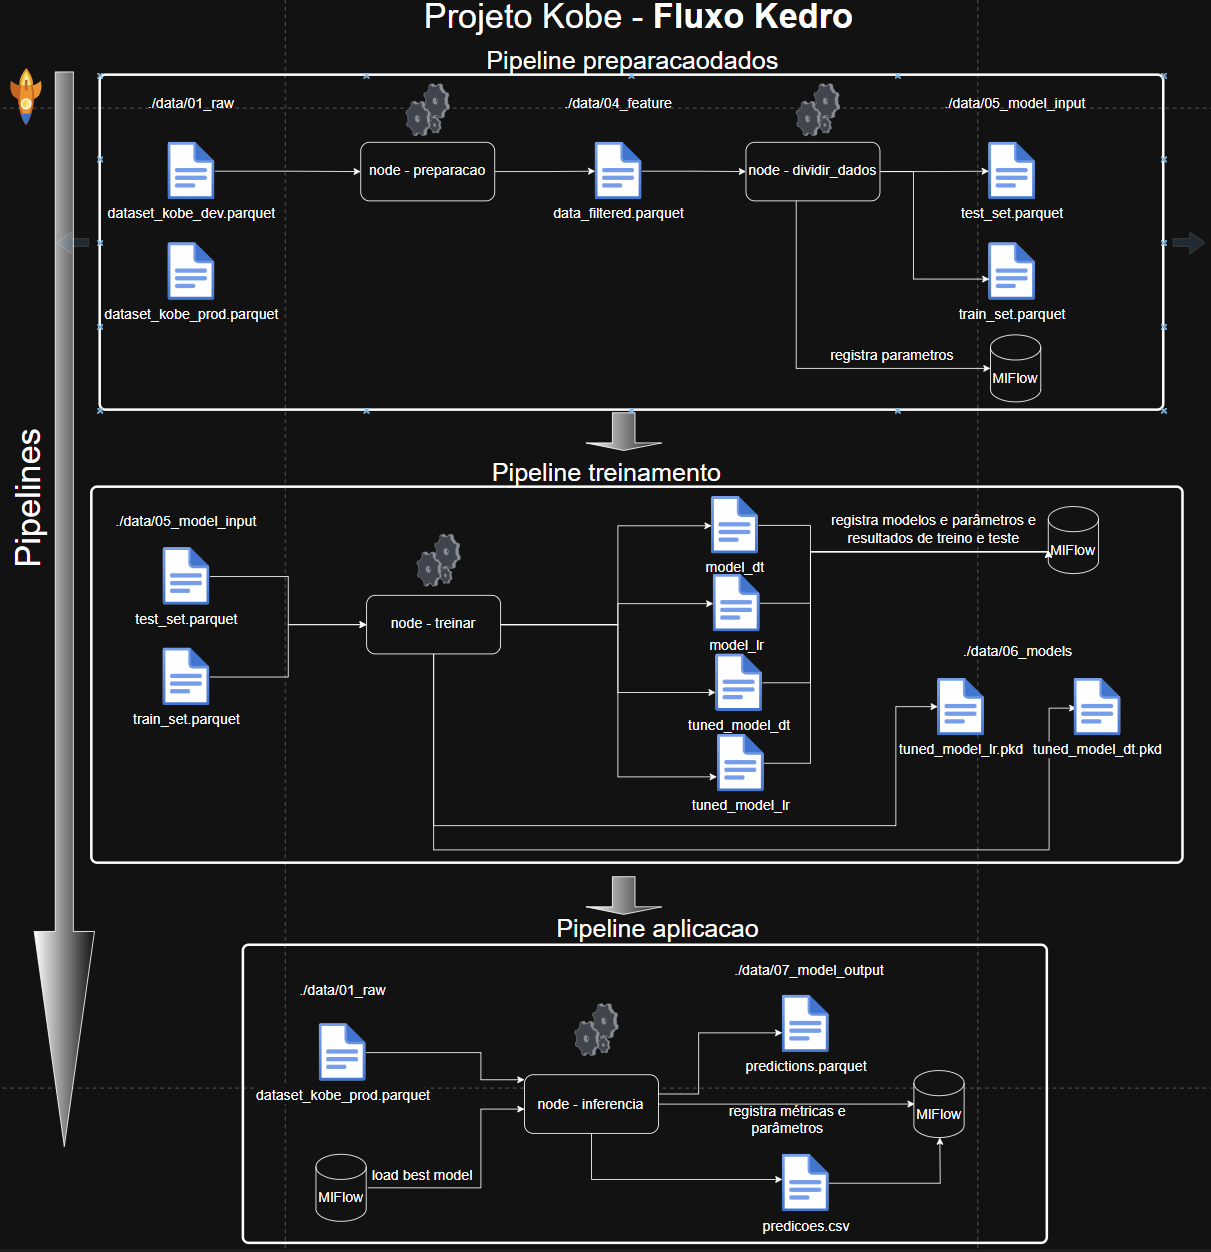 Projeto Kobe - Fluxo Kedro
Pipelines
Pipeline preparacaodados
./data/01_raw
./data/04_feature
./data/05_model_input
node - preparacao
node - dividir_dados
dataset_kobe_dev.parquet
data_filtered.parquet
test_set.parquet
dataset_kobe_prod.parquet
train_set.parquet
registra parametros
MlFlow
Pipeline treinamento
./data/05_model_input
registra modelos e parâmetros e
resultados de treino e teste
MlFlow
model_dt
test_set.parquet
node - treinar
model_lr
./data/06_models
train_set.parquet
tuned_model_dt
tuned_model_lr.pkd
tuned_model_dt.pkd
tuned_model_lr
Pipeline aplicacao
./data/07_model_output
./data/01_raw
predictions.parquet
dataset_kobe_prod.parquet
node - inferencia
registra métricas e
parâmetros
MlFlow
load best model
MlFlow
predicoes.csv